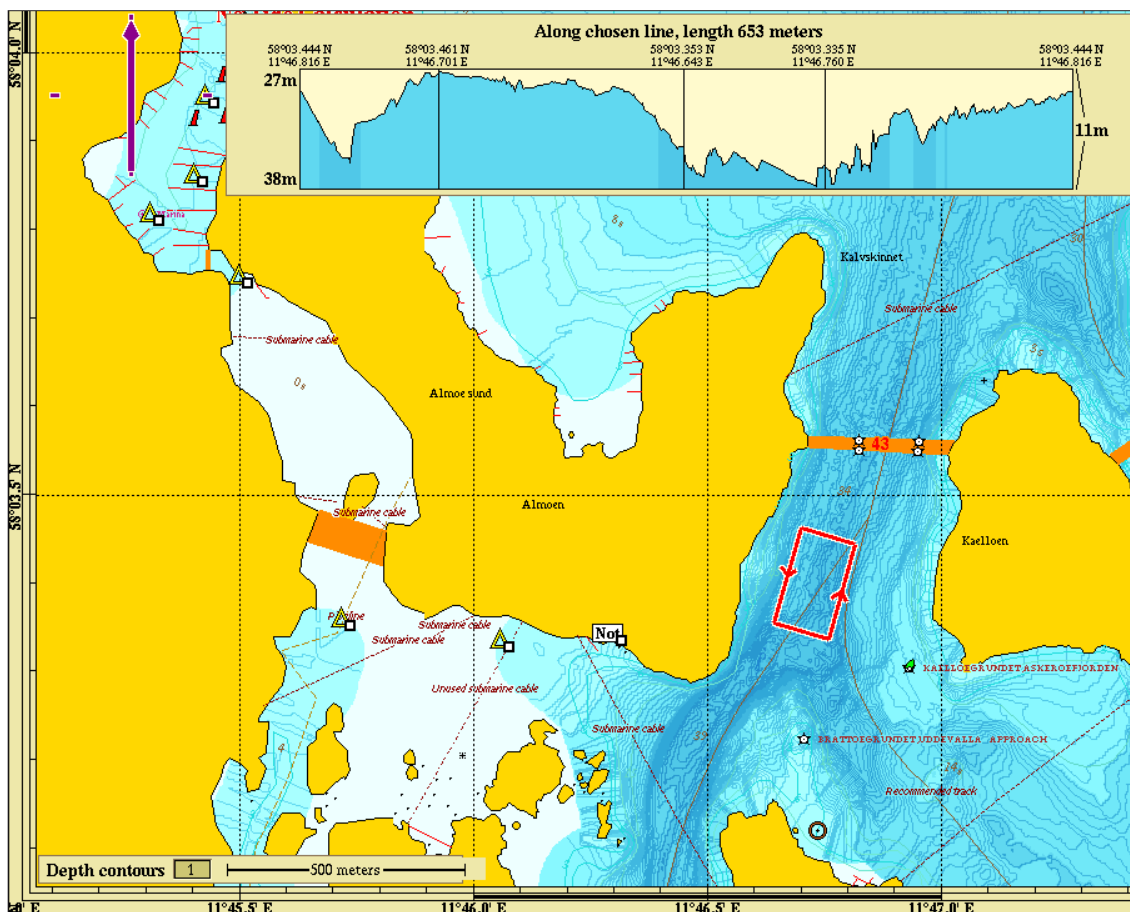 Along chosen line, length 653 meters
58°03.444 N 58°03.461 N 58°03.353 N 58°03.335 N 58°03.444 N
11°46.816 E 11°46.701 E 11°46.643 E 11°46.760 E 11°46.816 E
27m
11m
38m
58°04.0' N
Kalvskinnet
Submarine cable
Submarine cable
Almoe sund
43
58°03.5' N
Almoen
Submarine cable
Kaelloen
Submarine cable
Not
Submarine cable
KAELLOEGRUNDET ASKEROEFJORDEN
Unused submarine cable
Submarine cable
BRATTOEGRUNDET UDDEVALLA APPROACH
Recommended track
Depth contours 1 500 meters
11°45.5' E 11°46.0' E 11°46.5' E 11°47.0' E